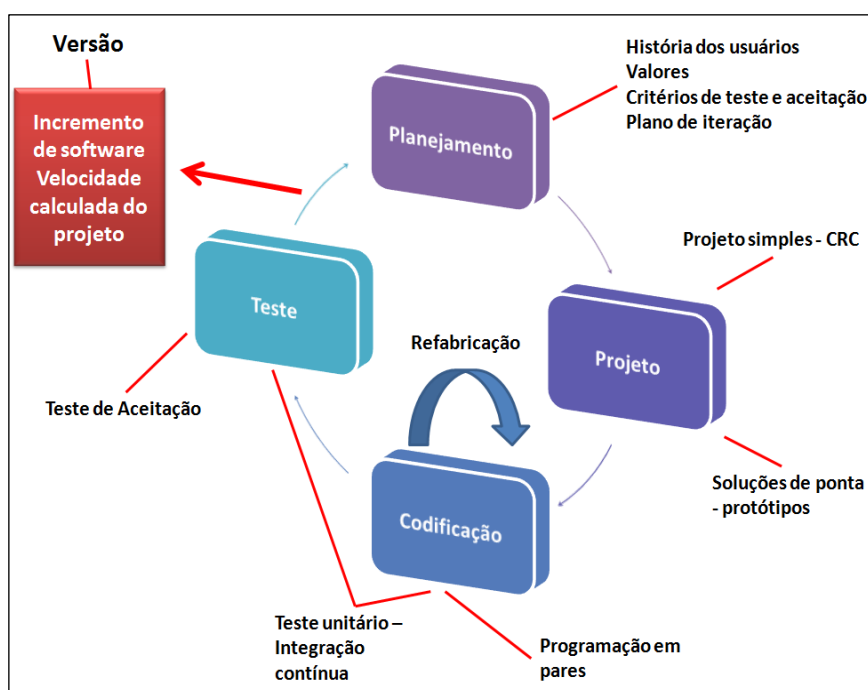 Versão
Incremento
de software
Velocidade
calculada do
projeto
Planejamento
História dos usuários
Valores
Critérios de teste e aceitação
Plano de iteração
Projeto simples - CRC
Projeto
Soluções de ponta
- protótipos
Refabricação
Teste
Teste de Aceitação
Codificação
Teste unitário –
Integração
contínua
Programação em
pares